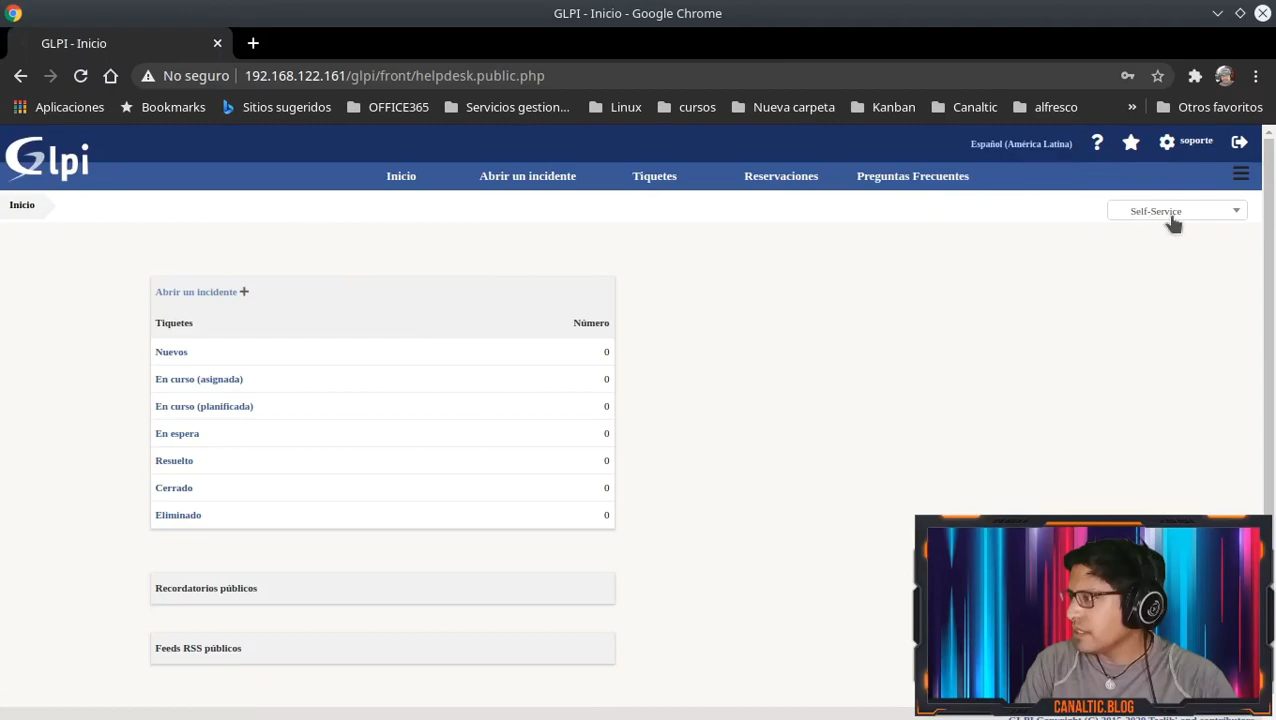 GLPI - Inicio - Google Chrome
GLPI - Inicio
No seguro 192.168.122.161/glpi/front/helpdesk.public.php
Aplicaciones Bookmarks Sitios sugeridos OFFICE365 Servicios gestion... Linux cursos Nueva carpeta Kanban Canaltic alfresco » Otros favoritos
Glpi
Español (América Latina) ? soporte
Inicio Abrir un incidente Tiquetes Reservaciones Preguntas Frecuentes
Inicio
Self-Service
Abrir un incidente
Tiquetes Número
Nuevos 0
En curso (asignada) 0
En curso (planificada) 0
En espera 0
Resuelto 0
Cerrado 0
Eliminado 0
Recordatorios públicos
Feeds RSS públicos
CANALTIC.BLOG